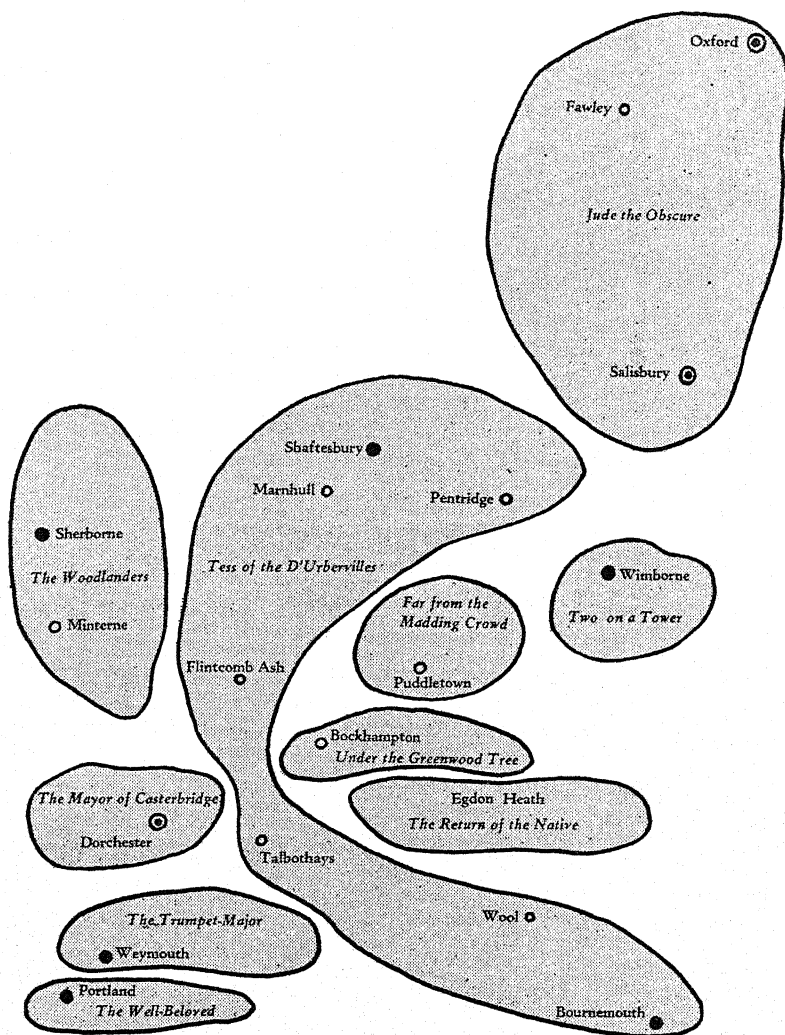 Oxford
Fawley
Jude the Obscure
Salisbury
Shaftesbury
Marnhull
Pentridge
Sherborne
Tess of the D'Urbervilles
The Woodlanders
Wimborne
Two on a Tower
Far from the
Madding Crowd
Minterne
Flintcomb Ash
Puddletown
Bockhampton
Under the Greenwood Tree
The Mayor of Casterbridge
Dorchester
Egdon Heath
The Return of the Native
Talbothays
The Trumpet-Major
Wool
Weymouth
Portland
The Well-Beloved
Bournemouth